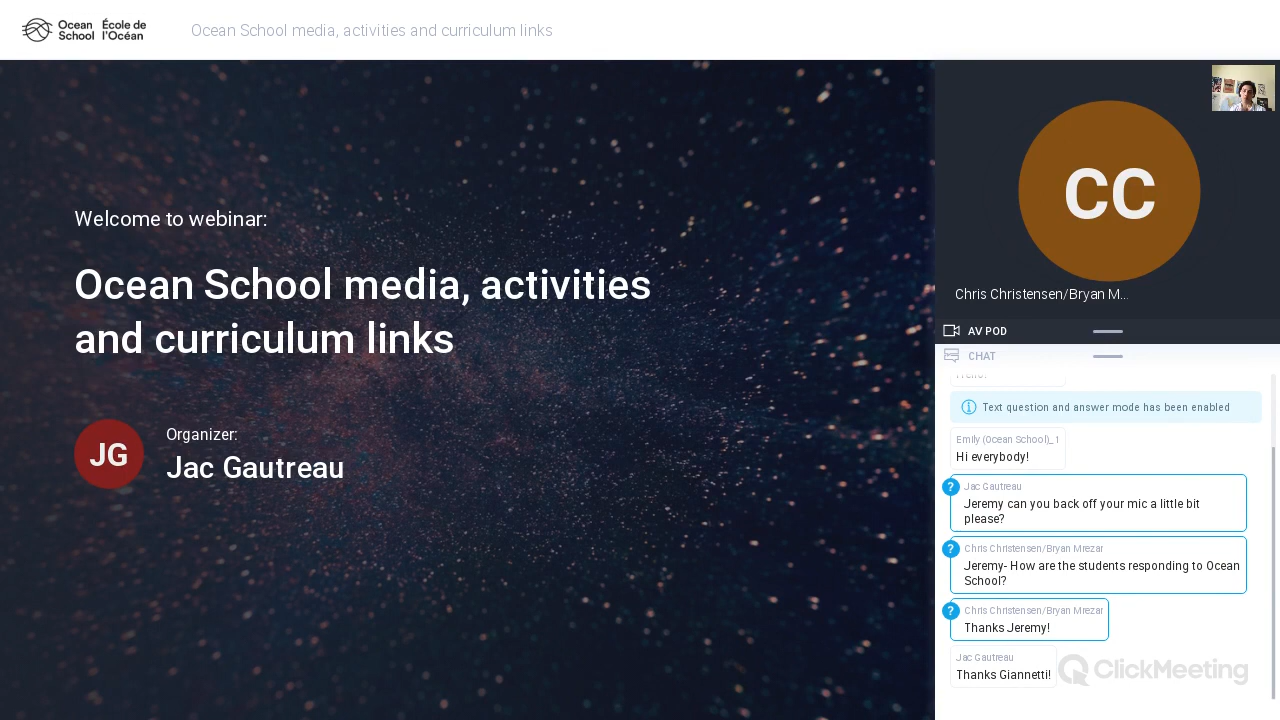 Ocean School
École de l'Océan
Ocean School media, activities and curriculum links
Welcome to webinar:
Ocean School media, activities
and curriculum links
JG
Organizer:
Jac Gautreau
CC
Chris Christensen/Bryan M...
AV POD
CHAT
Text question and answer mode has been enabled
Emily (Ocean School)_1
Hi everybody!
?
Jac Gautreau
Jeremy can you back off your mic a little bit
please?
?
Chris Christensen/Bryan Mrezar
Jeremy- How are the students responding to Ocean
School?
?
Chris Christensen/Bryan Mrezar
Thanks Jeremy!
Jac Gautreau
Thanks Giannetti!
ClickMeeting